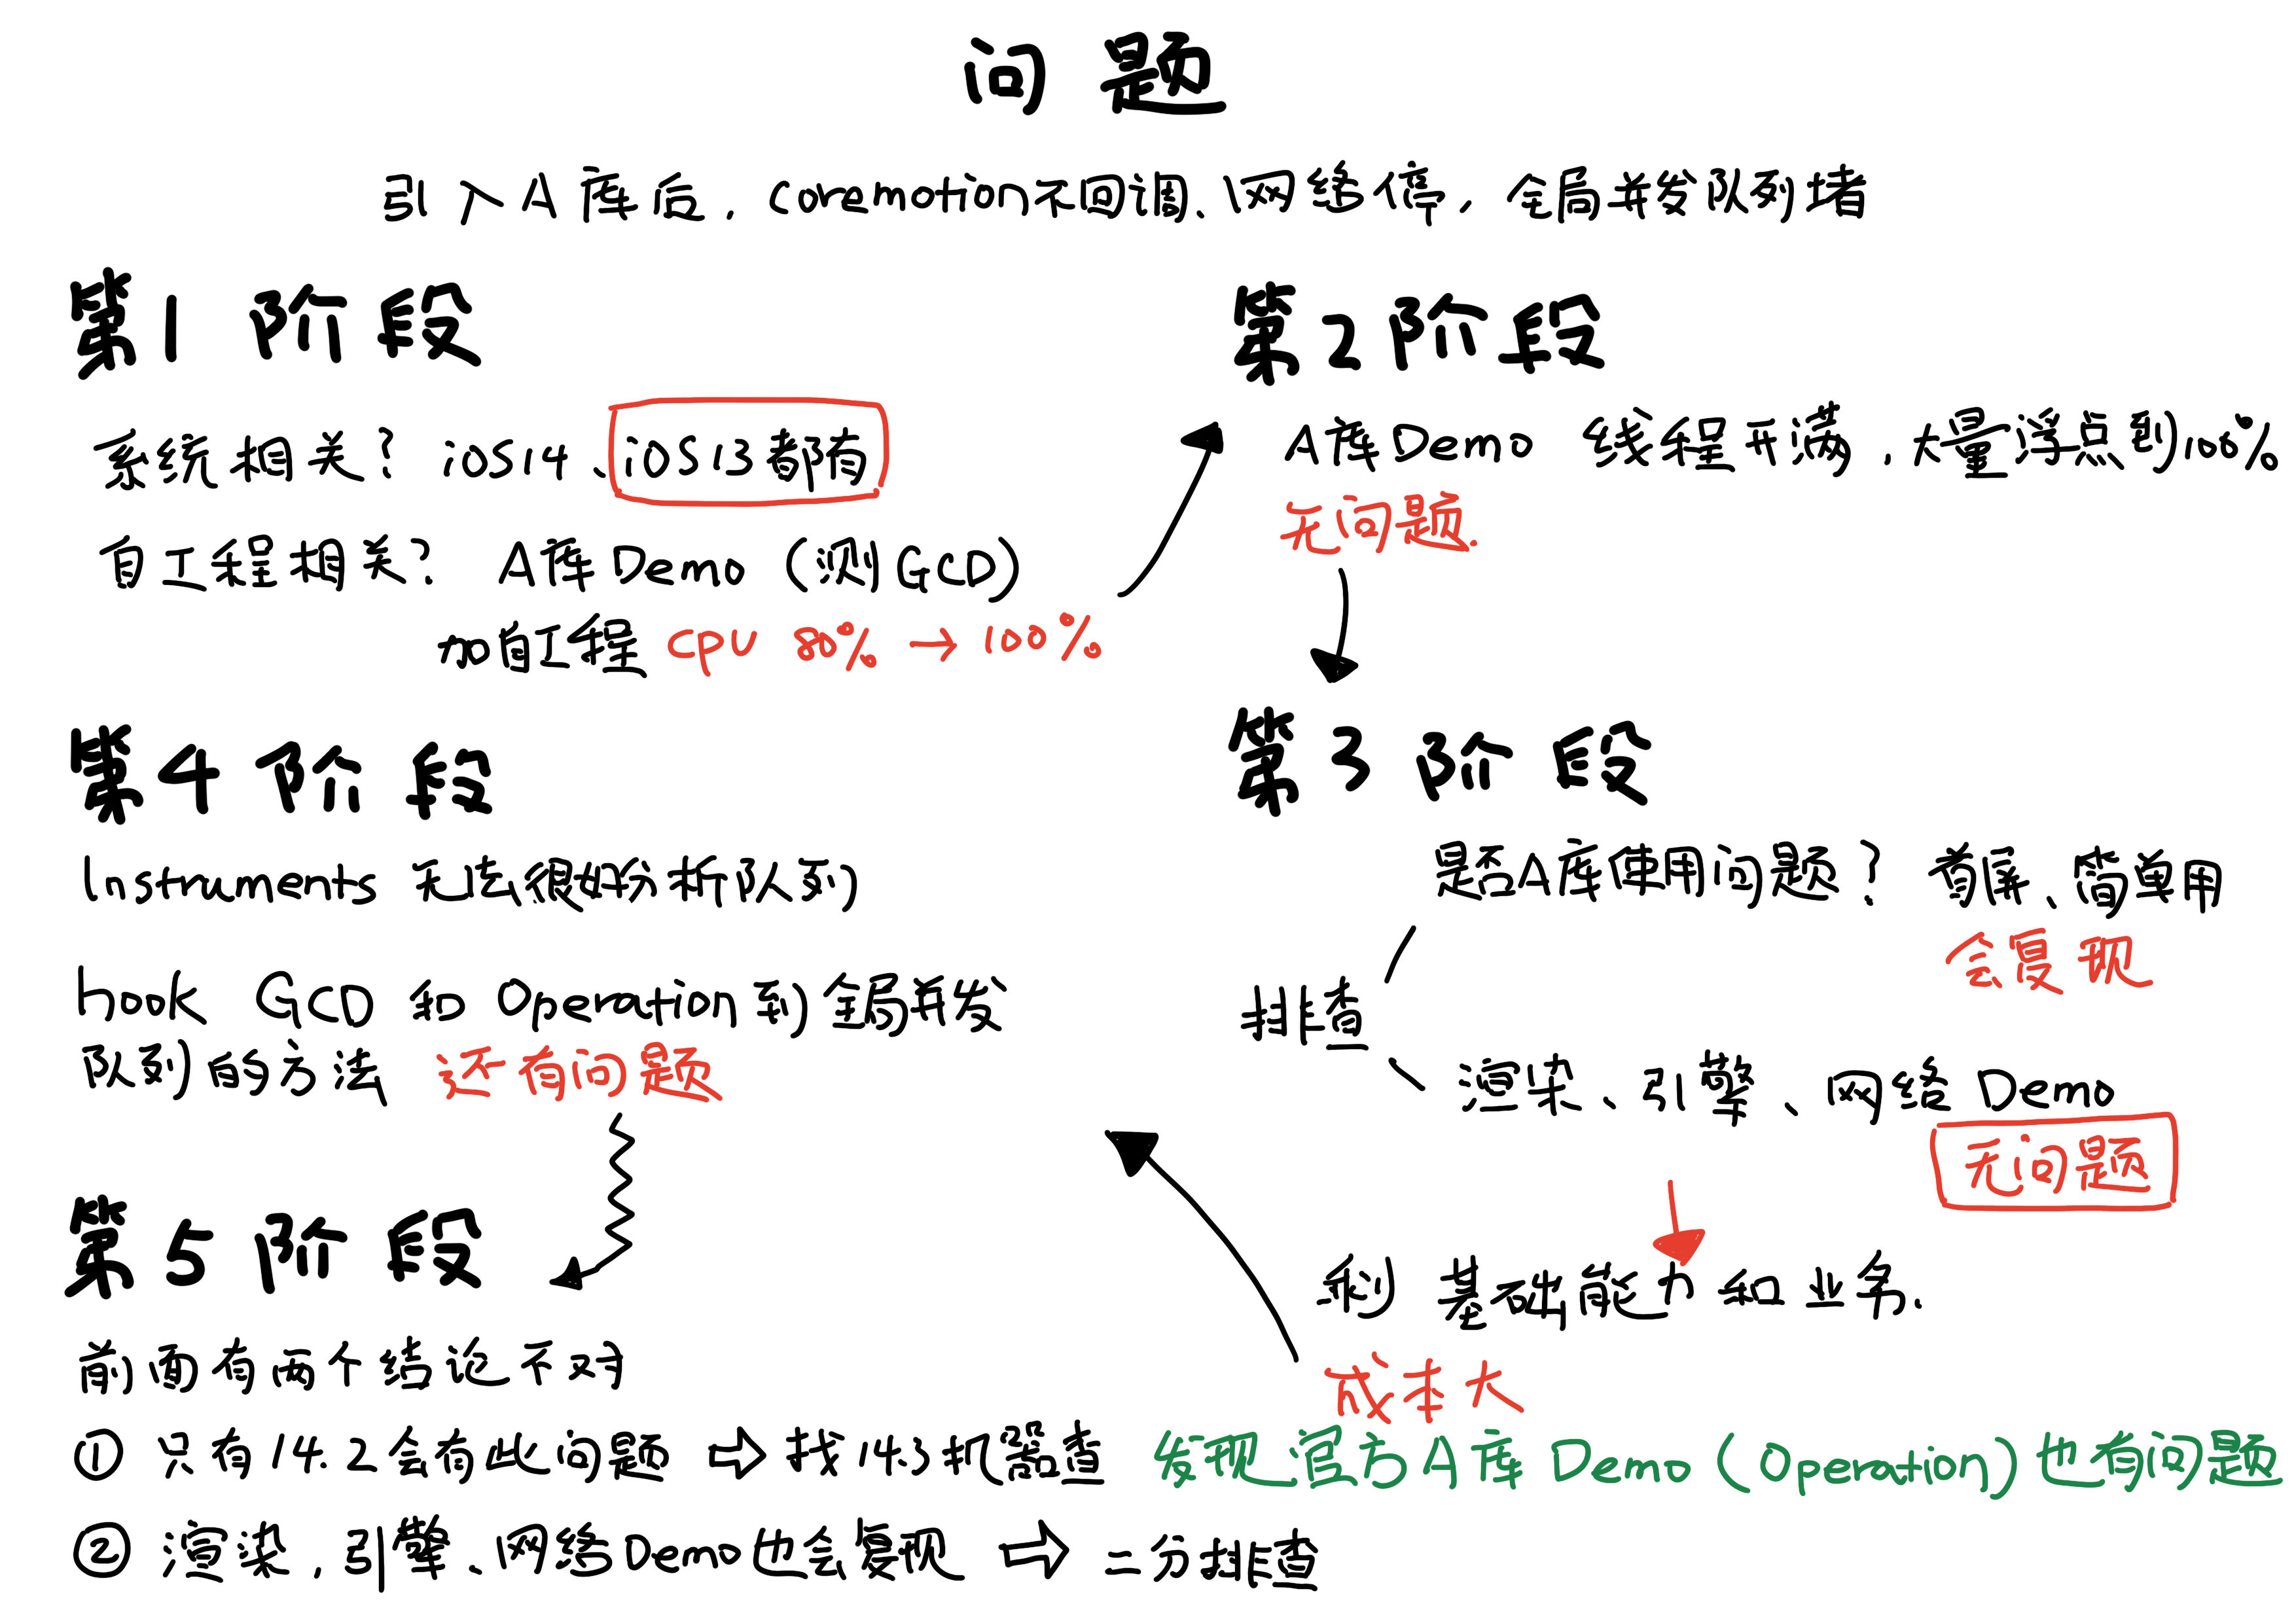 问题
引入A库后，coremotion不回调、网络停，全局并发队列堵
第1阶段
系统相关？iOS14、iOS13都有
自工程相关？ A库Demo（测GCD）
加自工程 cpu 80% → 100%
第2阶段
A库Demo 线程开满，大量浮点到100%
无问题.
第3阶段
是否A库使用问题？ 首屏、简单用
会复现
排查
渲染、引擎、网络 Demo
无问题
剩 基础能力和业务.
成本大
第4阶段
Instruments 无法很好分析队列
hook GCD 和 Operation到全局并发
队列的方法 还有问题
第5阶段
前面有两个结论不对
① 只有14.2会有此问题 ⇨ 找14.3机器查 发现官方A库 Demo（Operation）也有问题
② 渲染，引擎、网络Demo也会复现 ⇨ 二分排查